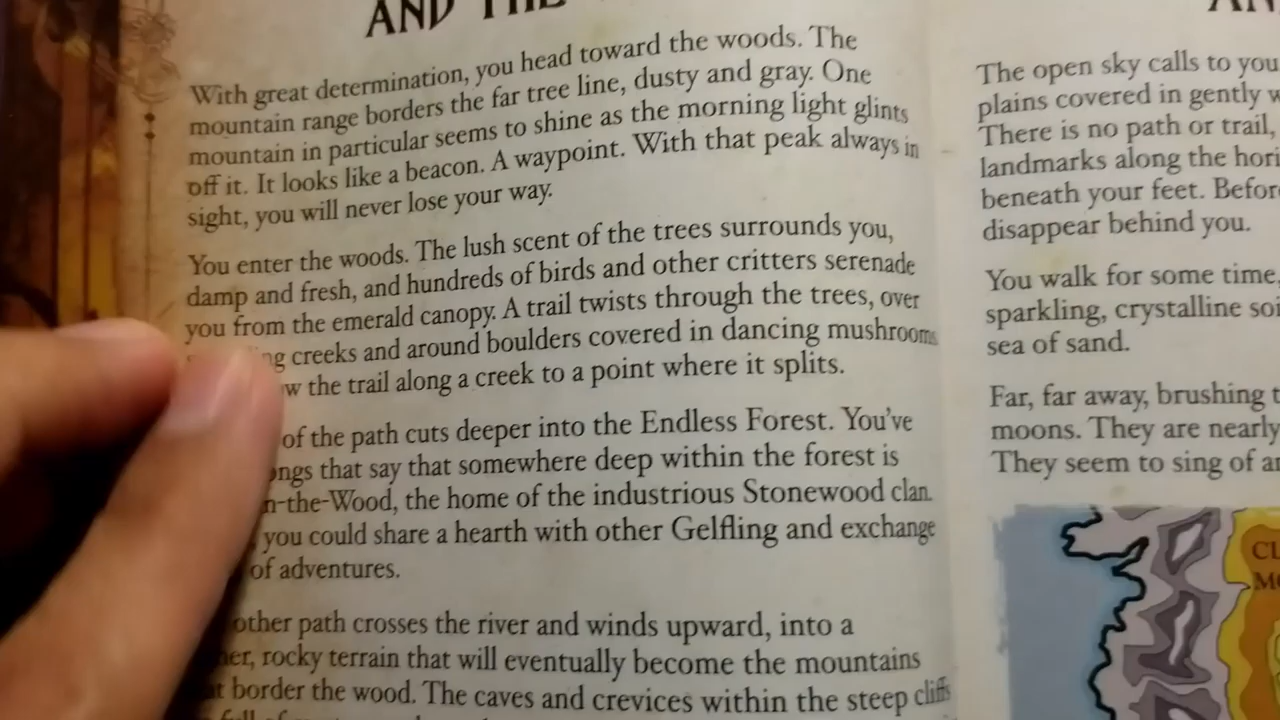 AND THE
With great determination, you head toward the woods. The
mountain range borders the far tree line, dusty and gray. One
mountain in particular seems to shine as the morning light glints
off it. It looks like a beacon. A waypoint. With that peak always in
sight, you will never lose your way.
You enter the woods. The lush scent of the trees surrounds you,
damp and fresh, and hundreds of birds and other critters serenade
you from the emerald canopy. A trail twists through the trees, over
creeks and around boulders covered in dancing mushrooms.
the trail along a creek to a point where it splits.
of the path cuts deeper into the Endless Forest. You've
that say that somewhere deep within the forest is
-the-Wood, the home of the industrious Stonewood clan.
you could share a hearth with other Gelfling and exchange
of adventures.
other path crosses the river and winds upward, into a
rocky terrain that will eventually become the mountains
border the wood. The caves and crevices within the steep cliffs
The open sky calls to you
plains covered in gently
There is no path or trail,
landmarks along the
beneath your feet.
disappear behind you.
You walk for some time,
sparkling, crystalline
sea of sand.
Far, far away, brushing
moons. They are nearly
They seem to sing of